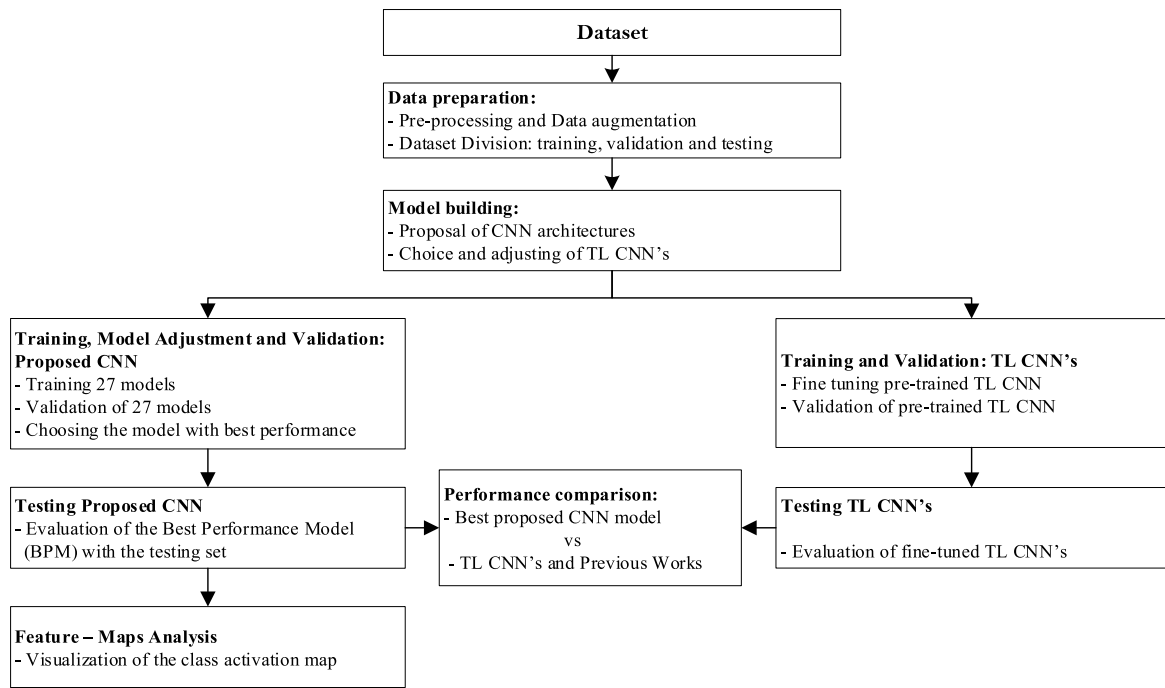 Dataset
Data preparation:
- Pre-processing and Data augmentation
- Dataset Division: training, validation and testing
Model building:
- Proposal of CNN architectures
- Choice and adjusting of TL CNN's
Training, Model Adjustment and Validation:
Proposed CNN
- Training 27 models
- Validation of 27 models
- Choosing the model with best performance
Training and Validation: TL CNN's
- Fine tuning pre-trained TL CNN
- Validation of pre-trained TL CNN
Testing Proposed CNN
- Evaluation of the Best Performance Model
(BPM) with the testing set
Performance comparison:
- Best proposed CNN model
vs
- TL CNN's and Previous Works
Testing TL CNN's
- Evaluation of fine-tuned TL CNN's
Feature – Maps Analysis
- Visualization of the class activation map